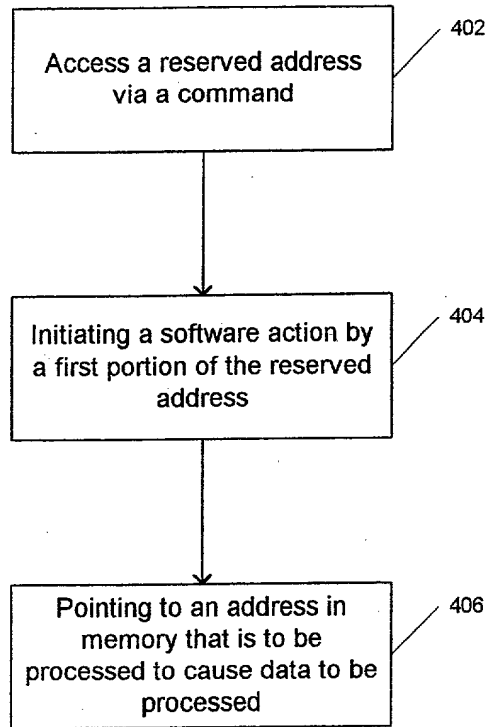 402
Access a reserved address
via a command
404
Initiating a software action by
a first portion of the reserved
address
406
Pointing to an address in
memory that is to be
processed to cause data to be
processed